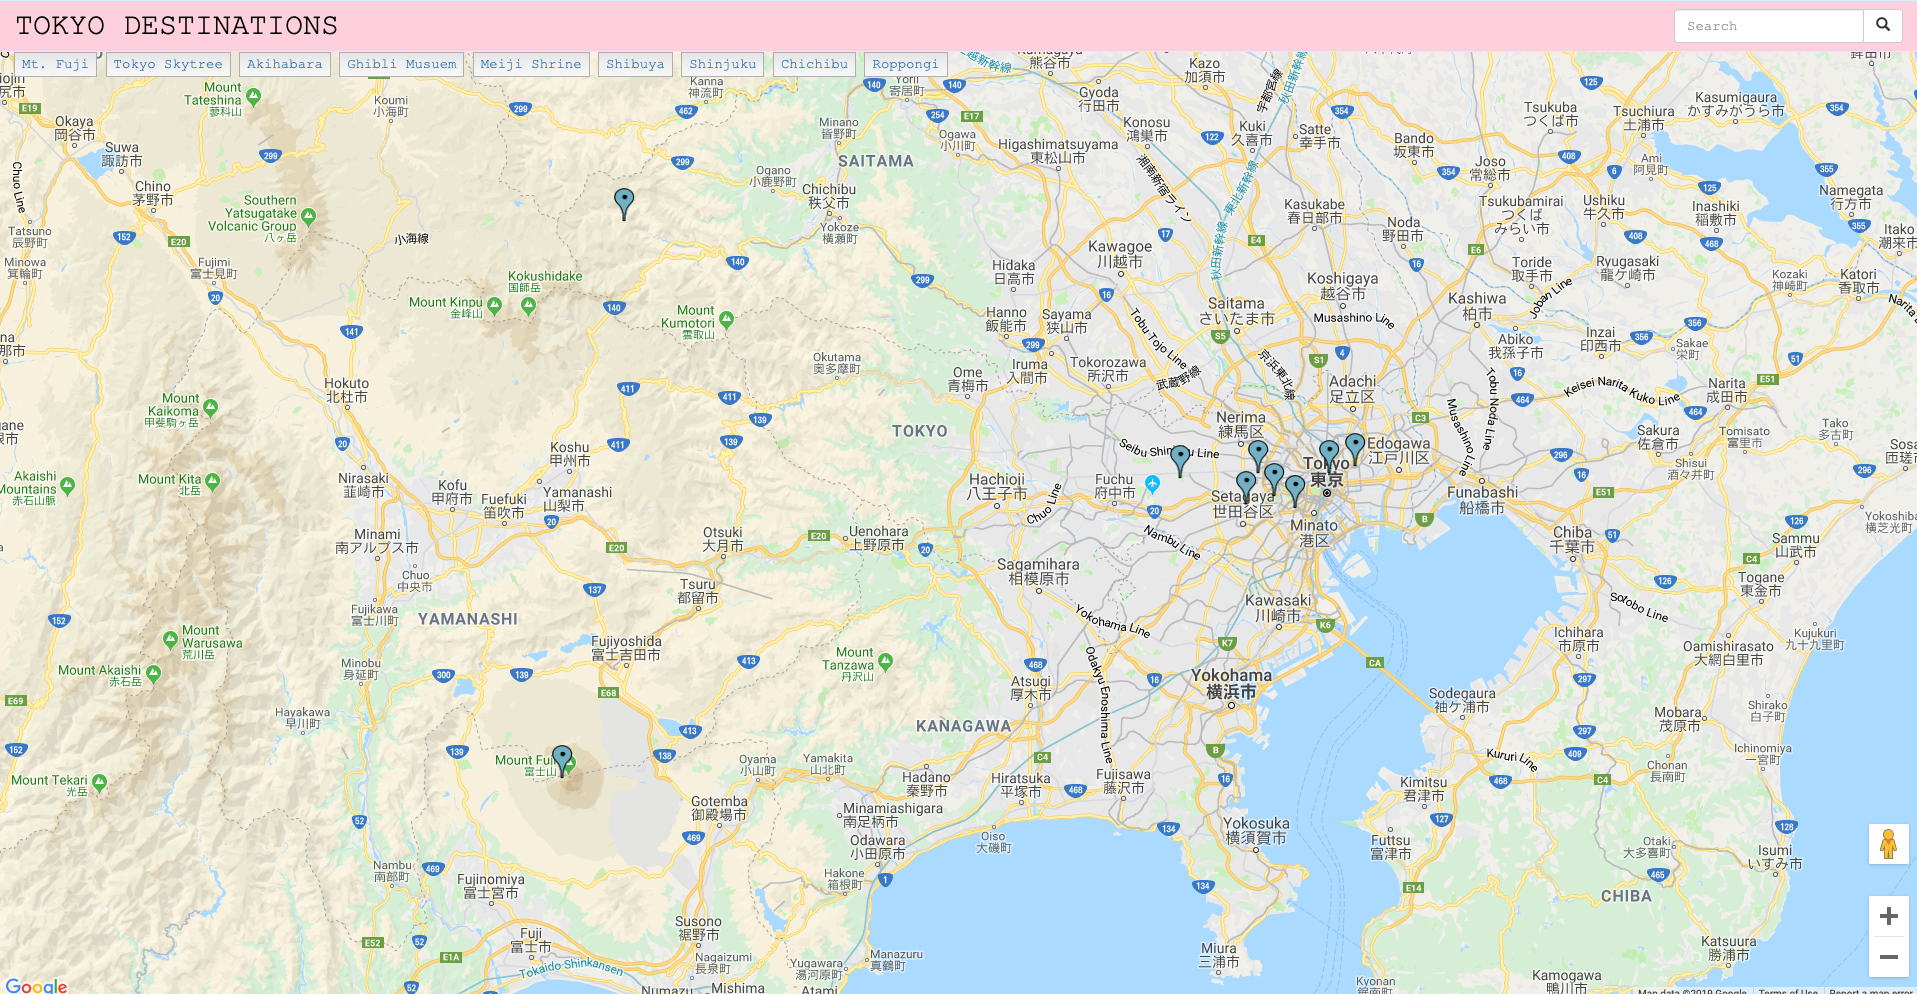 TOKYO DESTINATIONS
Search
Mt. Fuji
Tokyo Skytree
Akihabara
Ghibli Musuem
Meiji Shrine
Shibuya
Shinjuku
Chichibu
Roppongi
熊谷市
Kazo
加須市
Mount
Tateshina
蓼科山
Koumi
小海町
Kanna
神流町
Yorii
寄居町
Gyoda
行田市
Tsukuba
つくば市
Tsuchiura
土浦市
Kasumigaura
かすみがうら市
Okaya
岡谷市
Suwa
諏訪市
Minano
皆野町
Ogawa
小川町
Konosu
鴻巣市
Kuki
久喜市
Satte
幸手市
Bando
坂東市
SAITAMA
Higashimatsuyama
東松山市
Joso
常総市
Ami
阿見町
Chino
茅野市
Ogano
小鹿野町
Chichibu
秩父市
Kasukabe
春日部市
Tsukubamirai
つくば
みらい市
Ushiku
牛久市
Inashiki
稲敷市
Namegata
行方市
Southern
Yatsugatake
Volcanic Group
八ヶ岳
Chuo Line
湘南新宿ライン
宇都宮線
秋田新幹線
東北新幹線
Tatsuno
辰野町
小海線
Yokoze
横瀬町
Kawagoe
川越市
Noda
野田市
Itako
潮来市
Minowa
箕輪町
Fujimi
富士見町
Hidaka
日高市
Koshigaya
越谷市
Toride
取手市
Ryugasaki
龍ケ崎市
Kozaki
神崎町
Katori
香取市
Kokushidake
国師岳
Mount Kinpu
金峰山
Mount
Kumotori
雲取山
Hanno
飯能市
Sayama
狭山市
Saitama
さいたま市
Musashino Line
Kashiwa
柏市
Joban Line
Abiko
我孫子市
Inzai
印西市
Sakae
栄町
Tobu Tojo Line
京浜東北線
武蔵野線
Okutama
奥多摩町
Ome
青梅市
Iruma
入間市
Tokorozawa
所沢市
Adachi
足立区
Tobu Noda Line
Keisei Narita Kuko Line
Narita
成田市
Hokuto
北杜市
Mount
Kaikoma
甲斐駒ヶ岳
TOKYO
Nerima
練馬区
Musashino Line
Edogawa
江戸川区
Sakura
佐倉市
Tomisato
富里市
Tako
多古町
Koshu
甲州市
Akaishi
Mountains
赤石山脈
Mount Kita
北岳
Nirasaki
韮崎市
Kofu
甲府市
Fuefuki
笛吹市
Yamanashi
山梨市
Hachioji
八王子市
Chuo Line
Fuchu
府中市
東京
世田谷区
Shisui
酒々井町
Funabashi
船橋市
Minami
南アルプス市
Otsuki
大月市
Uenohara
上野原市
Nambu Line
Minato
港区
Chiba
千葉市
Yokoshiba
横芝光町
Sammu
山武市
Chuo
中央市
Tsuru
都留市
Sagamihara
相模原市
Togane
東金市
Fujikawa
富士川町
YAMANASHI
Yokohama Line
Kawasaki
川崎市
Mount
Warusawa
荒川岳
Fujiyoshida
富士吉田市
Ichihara
市原市
Oamishirasato
大網白里市
Kujukuri
九十九里町
Mount Akaishi
赤石岳
Minobu
身延町
Mount
Tanzawa
丹沢山
Atsugi
厚木市
Odakyu Enoshima Line
Yokohama
横浜市
Sodegaura
袖ケ浦市
Mobara
茂原市
Shirako
白子町
Hayakawa
早川町
KANAGAWA
Kururi Line
Ichinomiya
一宮町
Mount Tekari
光岳
富士山
Oyama
小山町
Yamakita
山北町
Hadano
秦野市
Hiratsuka
平塚市
Fujisawa
藤沢市
Kimitsu
君津市
Chonan
長南町
Gotemba
御殿場市
Minamiashigara
南足柄市
Yokosuka
横須賀市
Odawara
小田原市
Oiso
大磯町
Futtsu
富津市
Otaki
大多喜町
Isumi
いすみ市
Nambu
南部町
Fujinomiya
富士宮市
Hakone
箱根町
CHIBA
Fuji
富士市
Susono
裾野市
Tokaido Shinkansen
Nagaizumi
長泉町
Manazuru
真鶴町
Yugawara
湯河原町
Miura
三浦市
Katsuura
勝浦市
Numazu
Mishima
Atami
Kyonan
鋸南町
Kamogawa
鴨川市
Google
Map data ©2019 Google
Terms of Use
Report a map error